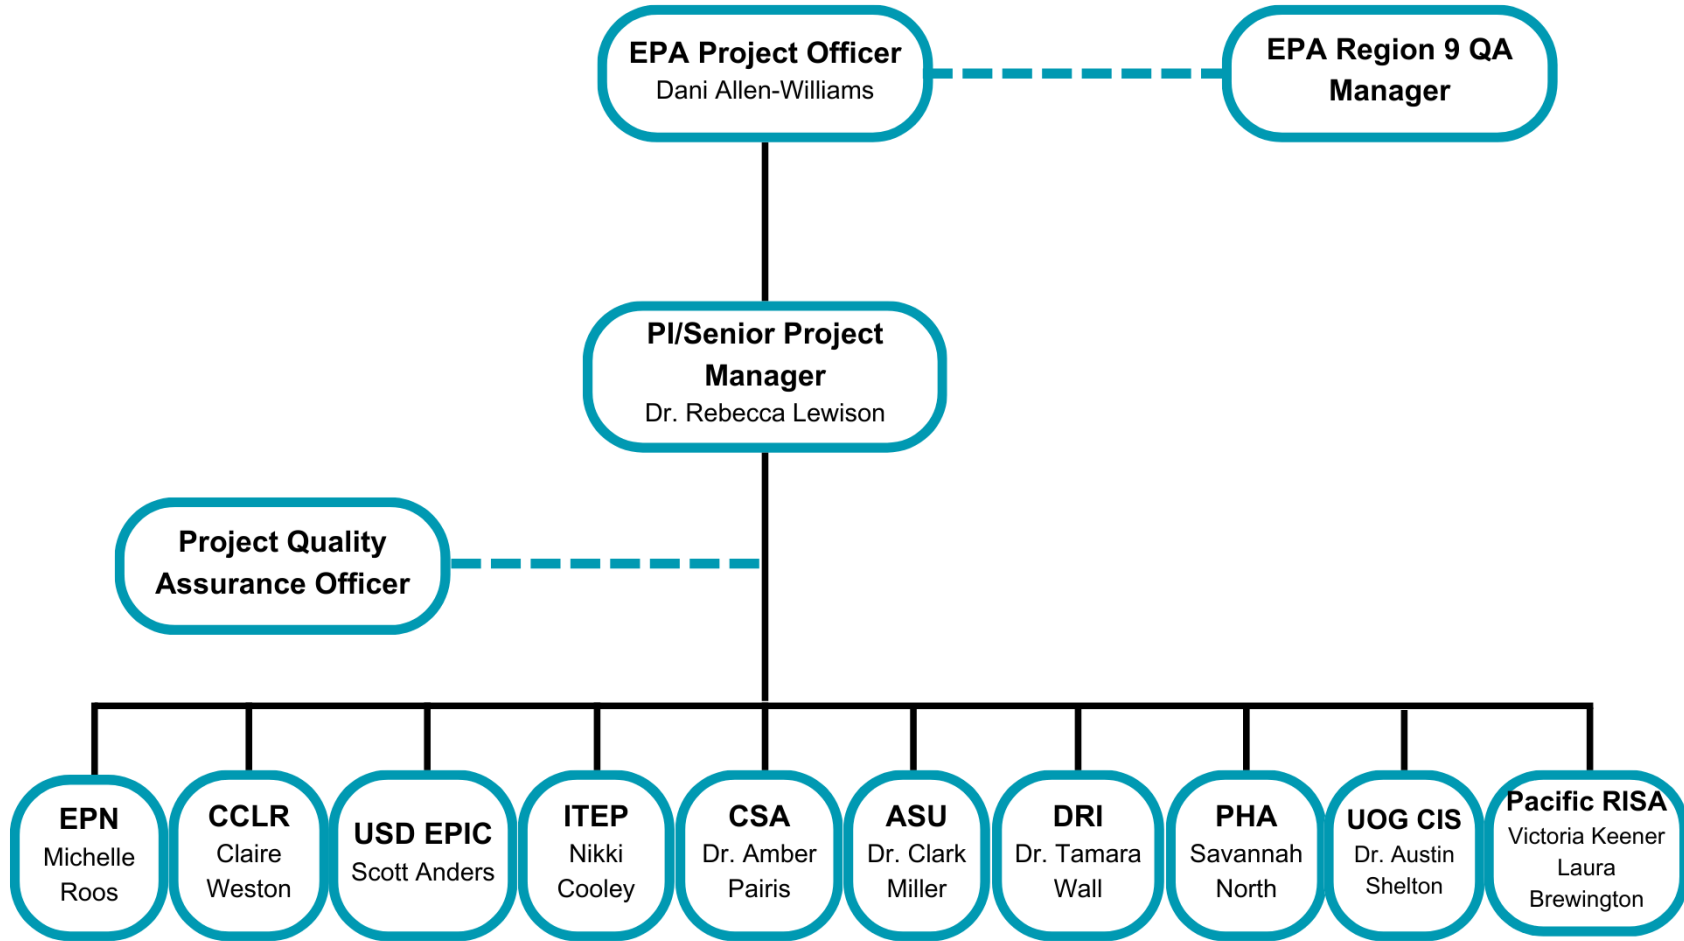 EPA Project Officer
Dani Allen-Williams
EPA Region 9 QA
Manager
PI/Senior Project
Manager
Dr. Rebecca Lewison
Project Quality
Assurance Officer
EPN
Michelle
Roos
CCLR
Claire
Weston
USD EPIC
Scott Anders
ITEP
Nikki
Cooley
CSA
Dr. Amber
Pairis
ASU
Dr. Clark
Miller
DRI
Dr. Tamara
Wall
PHA
Savannah
North
UOG CIS
Dr. Austin
Shelton
Pacific RISA
Victoria Keener
Laura
Brewington